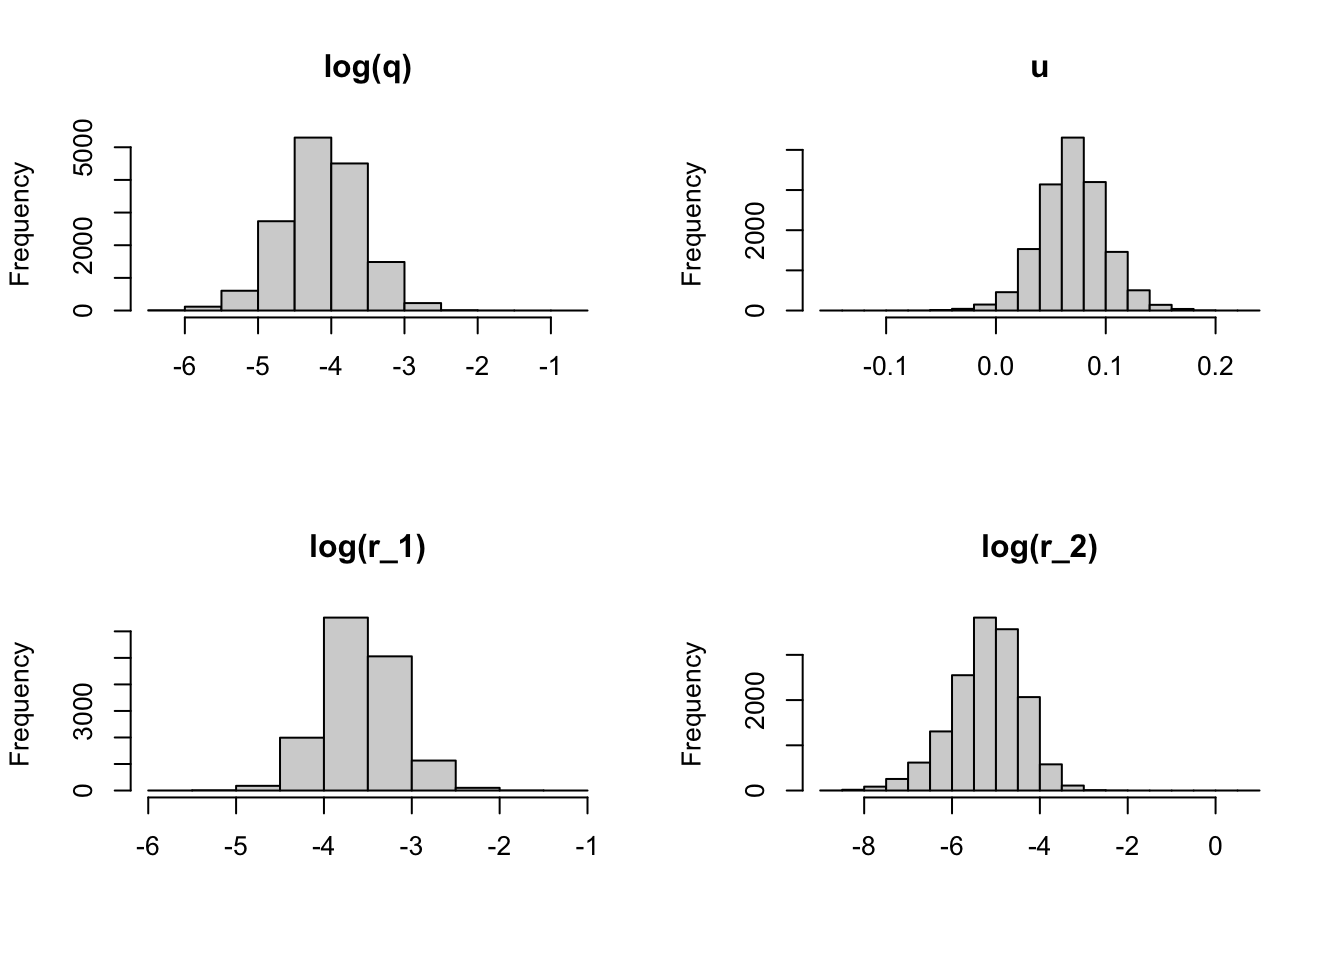 log(q)
Frequency
0 2000 5000
-6 -5 -4 -3 -2 -1
u
Frequency
0 2000
-0.1 0.0 0.1 0.2
log(r_1)
Frequency
0 3000
-6 -5 -4 -3 -2 -1
log(r_2)
Frequency
0 2000
-8 -6 -4 -2 0